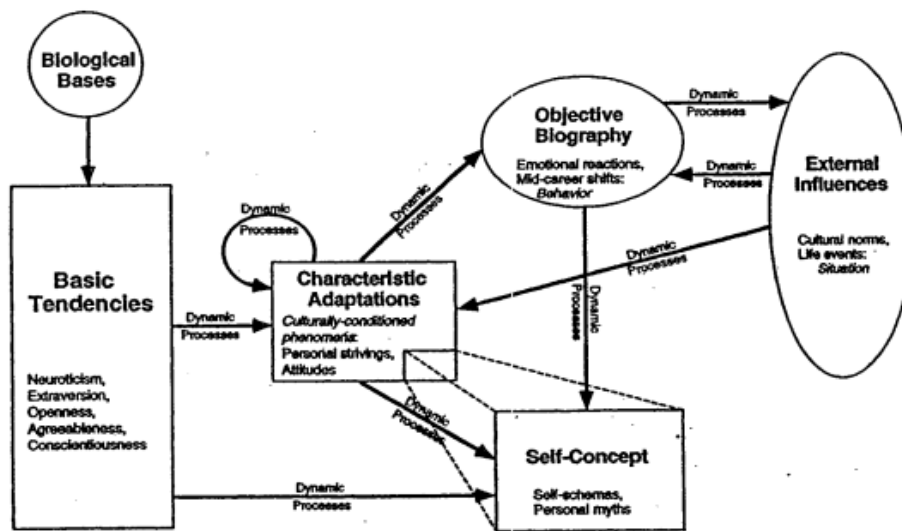 Biological
Bases
Basic
Tendencies
Neuroticism,
Extraversion,
Openness,
Agreeableness,
Conscientiousness
Dynamic
Processes
Dynamic
Processes
Dynamic
Processes
Characteristic
Adaptations
Culturally-conditioned
phenomena:
Personal strivings,
Attitudes
Dynamic
Processes
Dynamic
Processes
Objective
Biography
Emotional reactions,
Mid-career shifts:
Behavior
Dynamic
Processes
Dynamic
Processes
Dynamic
Processes
Dynamic
Processes
External
Influences
Cultural norms,
Life events:
Situation
Self-Concept
Self-schemas,
Personal myths